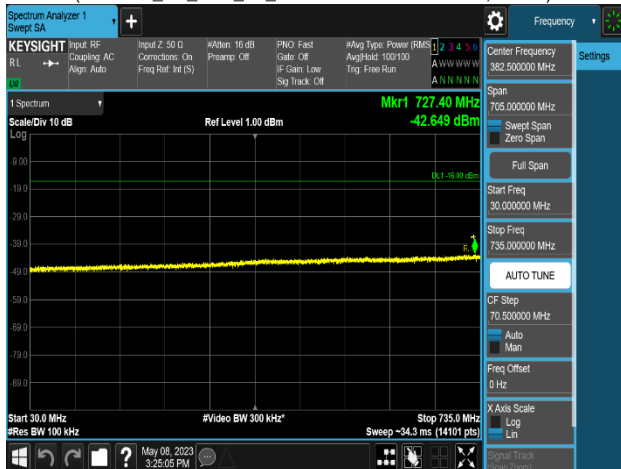 Spectrum Analyzer 1
Swept SA
+
Frequency
KEYSIGHT
Input: RF
Input Z: 50 Ω
#Atten: 16 dB
PNO: Fast
#Avg Type: Power (RMS
1 2 3 4 5 6
RL
Coupling: AC
Corrections: On
Preamp: Off
Gate: Off
Avg|Hold: 100/100
A WWWWW
Align: Auto
Freq Ref: Int (S)
IF Gain: Low
Trig: Free Run
Sig Track: Off
A N N N N N
1 Spectrum
Mkr1 727.40 MHz
Scale/Div 10 dB
Ref Level 1.00 dBm
-42.649 dBm
Log
-9.00
DL1 -16.00 dBm
-19.0
-29.0
-39.0
-49.0
-59.0
-69.0
-79.0
-89.0
Start 30.0 MHz
#Video BW 300 kHz*
Stop 735.0 MHz
#Res BW 100 kHz
Sweep ~34.3 ms (14101 pts)
Center Frequency
382.500000 MHz
Settings
Span
705.000000 MHz
Swept Span
Zero Span
Full Span
Start Freq
30.000000 MHz
Stop Freq
735.000000 MHz
AUTO TUNE
CF Step
70.500000 MHz
Auto
Man
Freq Offset
0 Hz
X Axis Scale
Log
Lin
Signal Track
(Span Zoom)
?
May 08, 2023
3:25:05 PM